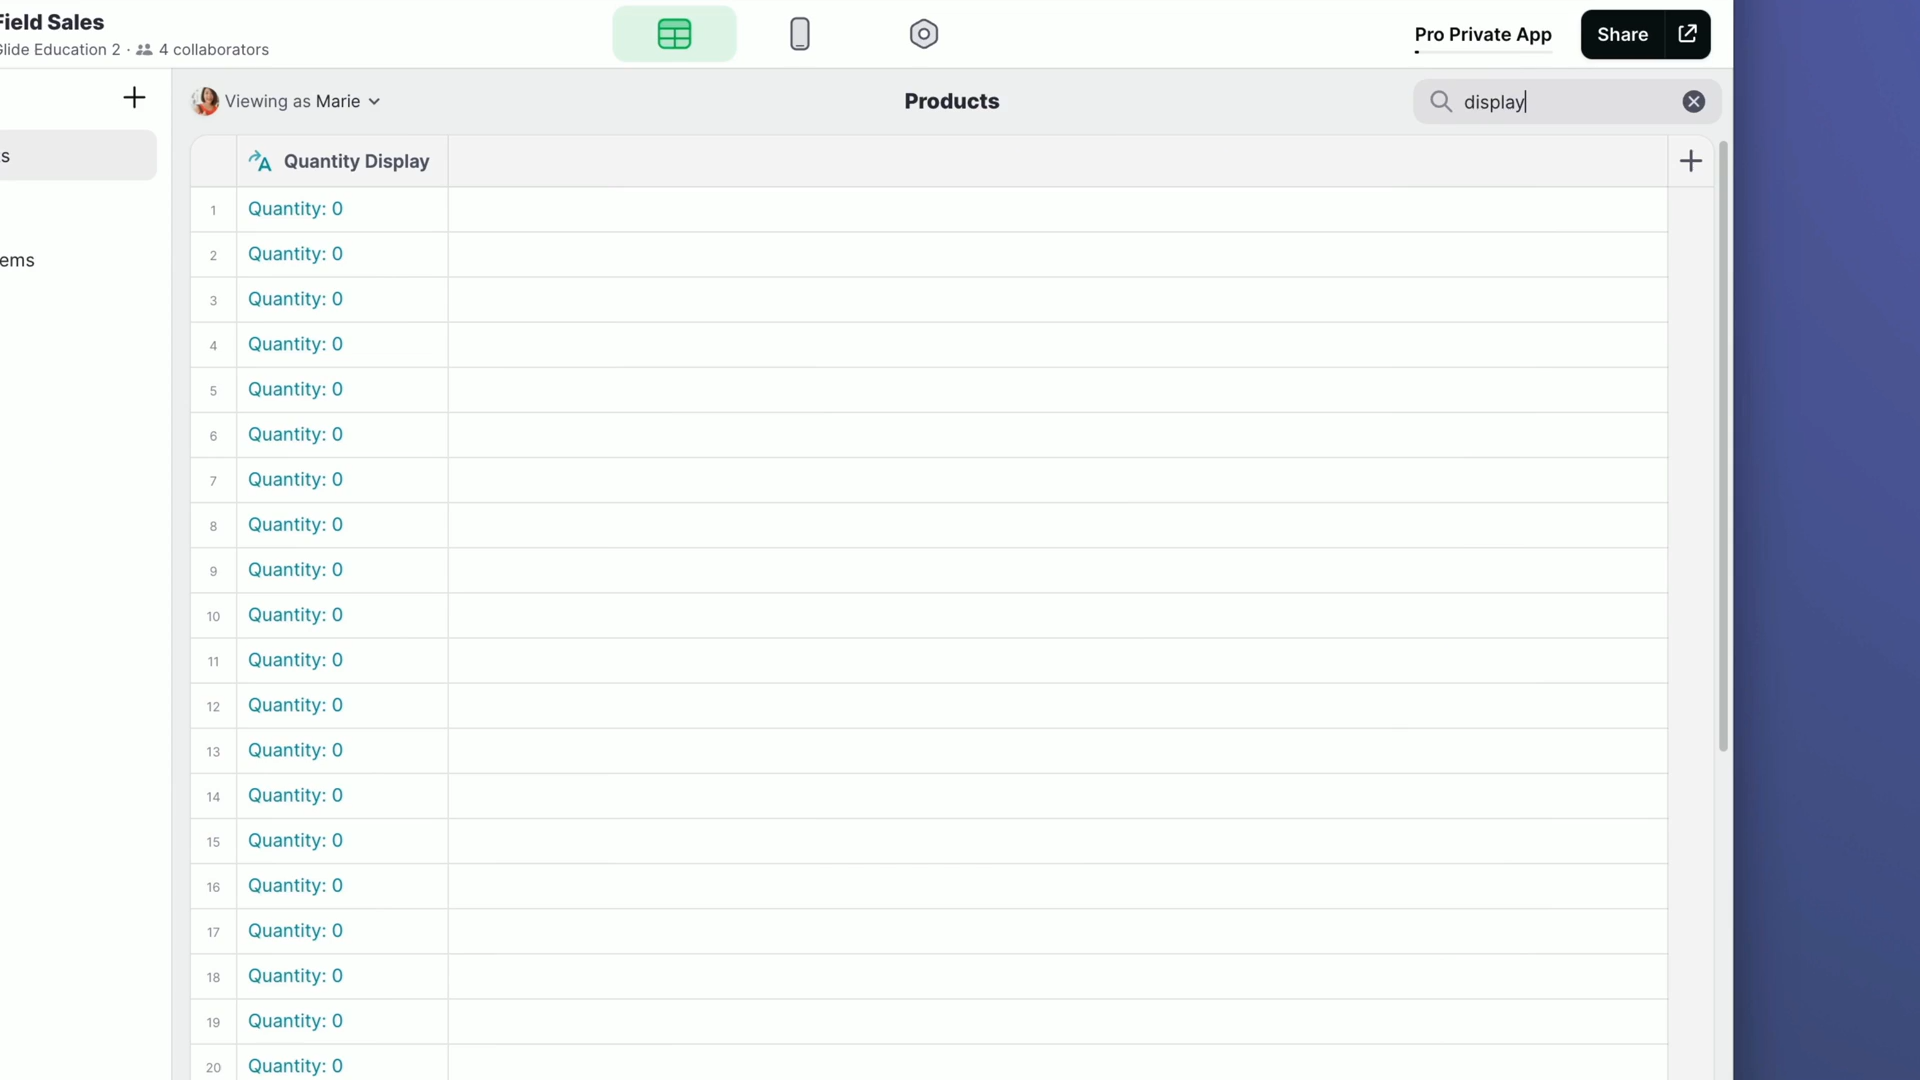 Field Sales
Glide Education 2 · 4 collaborators
Pro Private App
Share
s
ems
Viewing as Marie
Products
display
Quantity Display
1 Quantity: 0
2 Quantity: 0
3 Quantity: 0
4 Quantity: 0
5 Quantity: 0
6 Quantity: 0
7 Quantity: 0
8 Quantity: 0
9 Quantity: 0
10 Quantity: 0
11 Quantity: 0
12 Quantity: 0
13 Quantity: 0
14 Quantity: 0
15 Quantity: 0
16 Quantity: 0
17 Quantity: 0
18 Quantity: 0
19 Quantity: 0
20 Quantity: 0